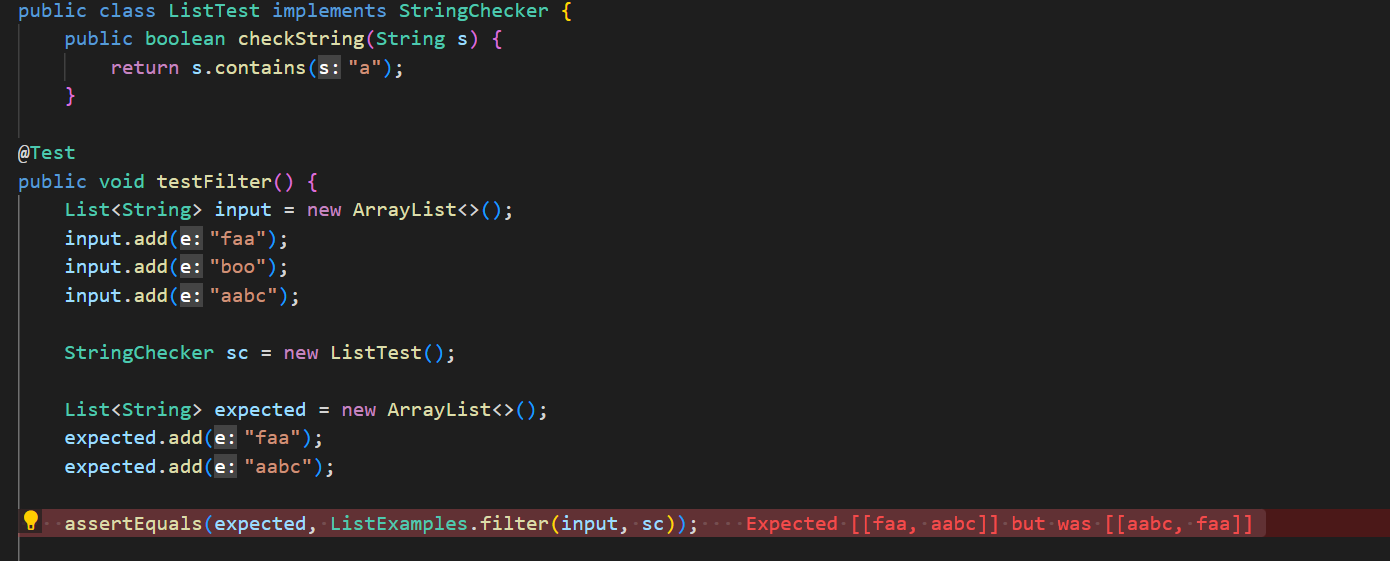 public class ListTest implements StringChecker {
    public boolean checkString(String s) {
        return s.contains(s: "a");
    }

@Test
public void testFilter() {
    List<String> input = new ArrayList<>();
    input.add(e: "faa");
    input.add(e: "boo");
    input.add(e: "aabc");

    StringChecker sc = new ListTest();

    List<String> expected = new ArrayList<>();
    expected.add(e: "faa");
    expected.add(e: "aabc");

    assertEquals(expected, ListExamples.filter(input, sc));    Expected [[faa, aabc]] but was [[aabc, faa]]